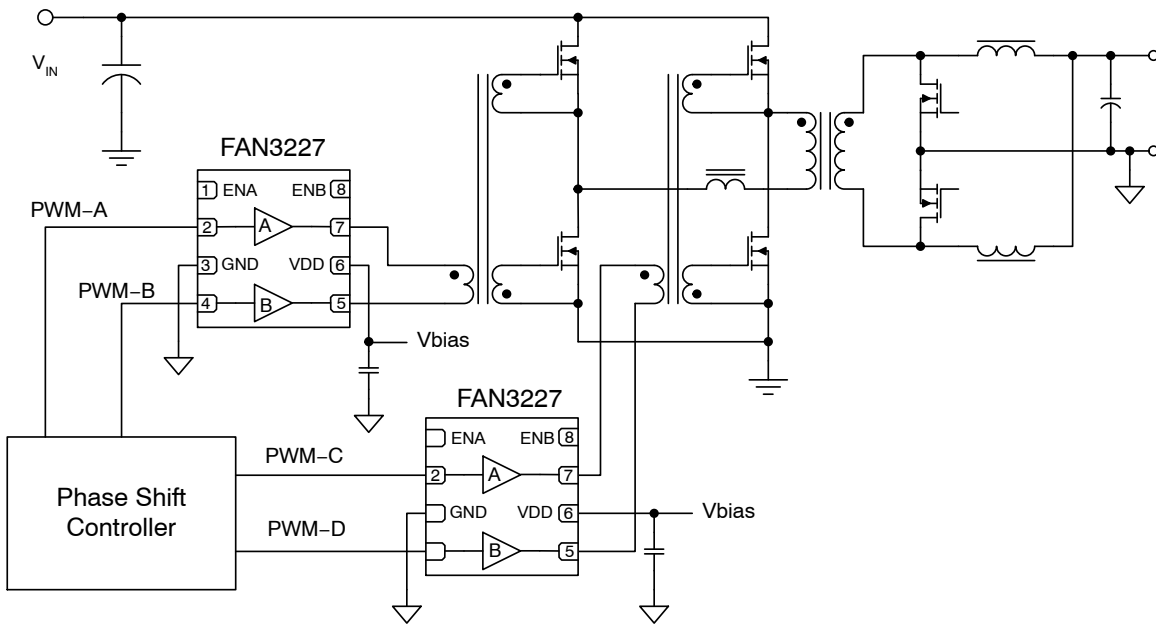 V IN
FAN3227
1 ENA ENB 8
PWM−A
2 A 7
3 GND VDD 6
PWM−B
4 B 5
Vbias
FAN3227
ENA ENB 8
PWM−C
2 A 7
Phase Shift
Controller
GND VDD 6
Vbias
PWM−D
B 5